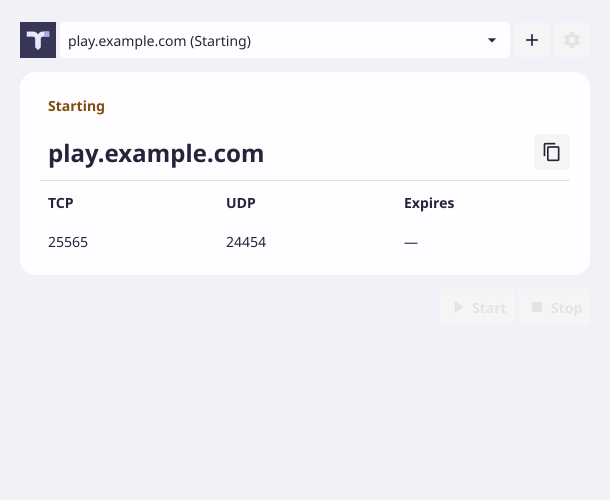 play.example.com (Starting)
Starting
play.example.com
TCP UDP Expires
25565 24454 —
Start Stop